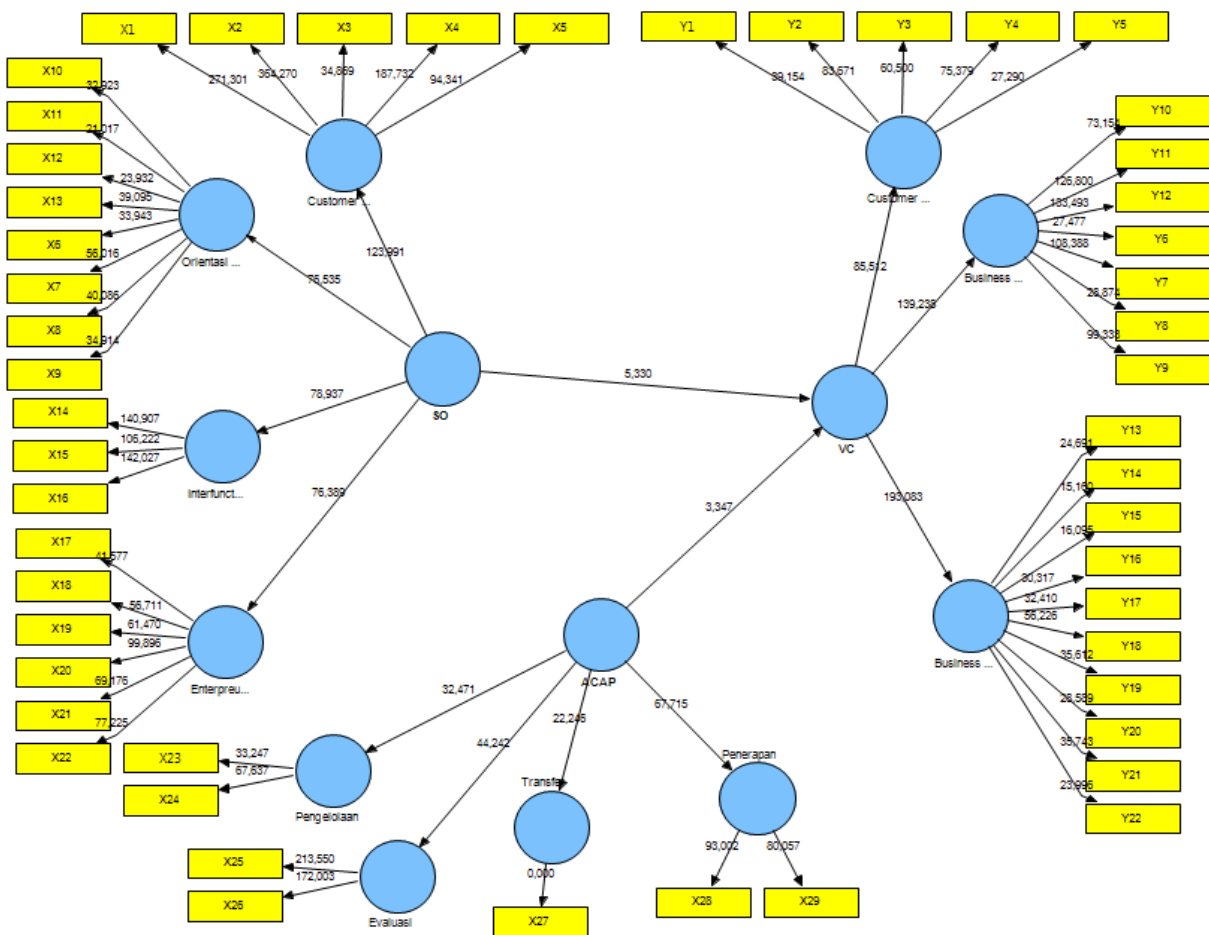 X1
X2
X3
X4
X5
271,301
364,270
34,869
187,732
94,341
Customer ...
Y1
Y2
Y3
Y4
Y5
39,154
83,671
60,500
75,379
27,290
Customer ...
X10
X11
X12
X13
X6
X7
X8
X9
32,923
21,017
23,932
39,095
33,943
56,016
40,086
34,914
Orientasi ...
Y10
Y11
Y12
Y6
Y7
Y8
Y9
73,154
126,800
133,493
27,477
108,388
28,874
99,333
Business ...
123,991
76,535
78,937
76,389
SO
5,330
85,512
139,238
193,083
VC
X14
X15
X16
140,907
106,222
142,027
Interfunct...
X17
X18
X19
X20
X21
X22
41,577
56,711
61,470
99,896
69,176
77,225
Enterpreu...
Y13
Y14
Y15
Y16
Y17
Y18
Y19
Y20
Y21
Y22
24,691
15,160
16,095
30,317
32,410
56,226
35,612
28,589
35,743
23,996
Business ...
3,347
ACAP
32,471
44,242
22,246
67,715
X23
X24
33,247
67,637
Pengelolaan
X25
X26
213,550
172,003
Evaluasi
Transfer
0,000
X27
Penerapan
93,002
80,057
X28
X29